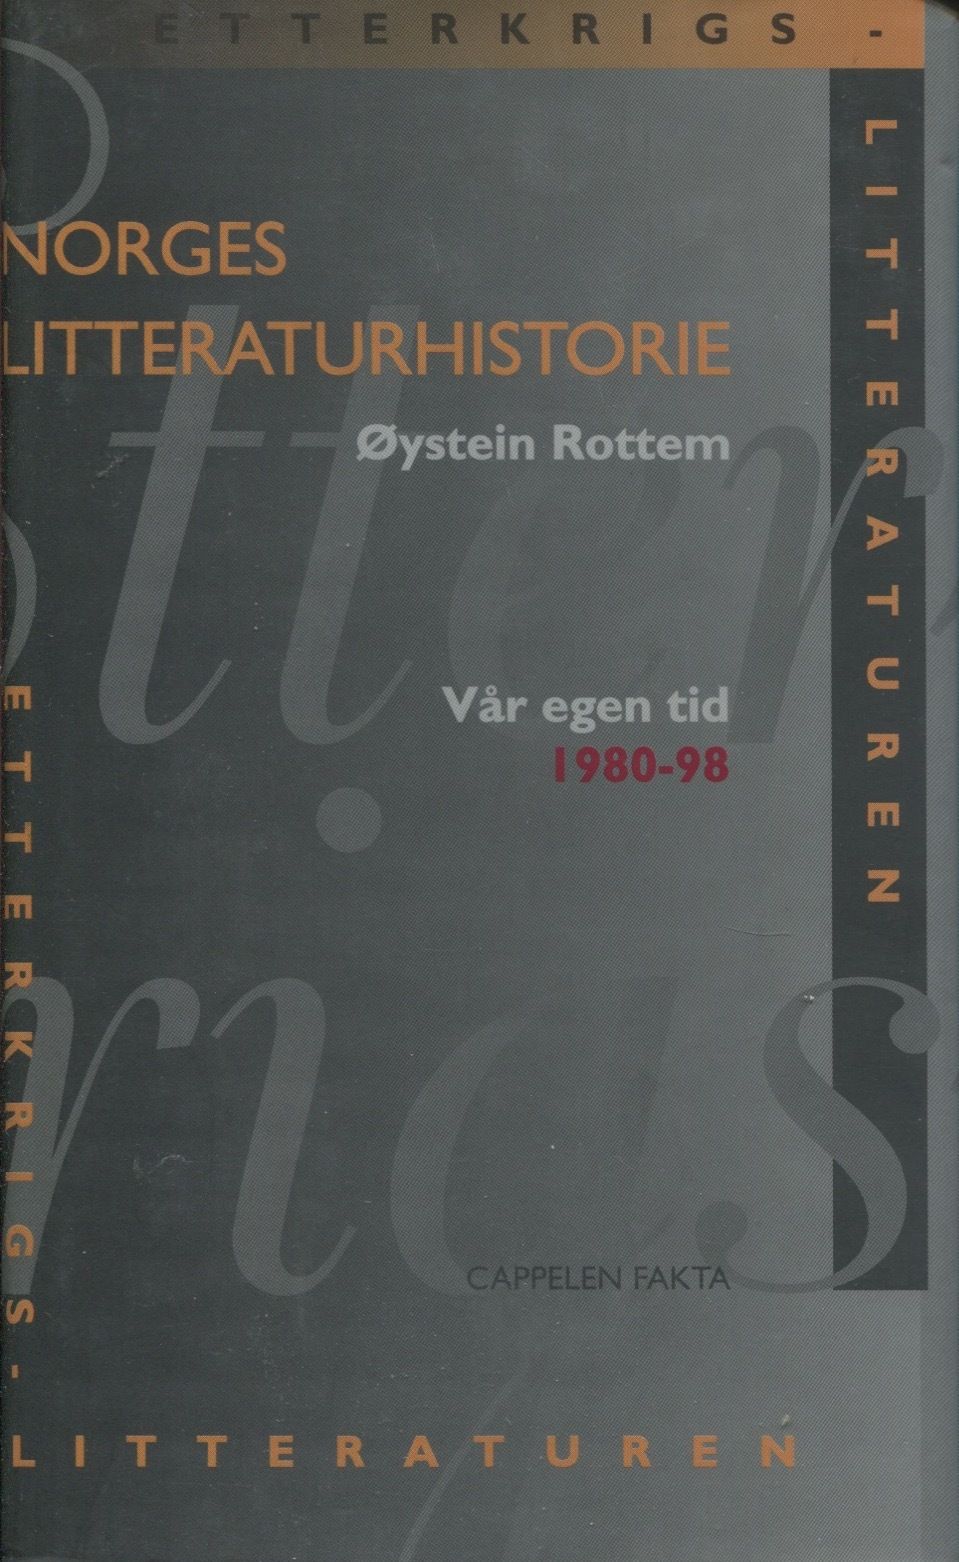 ETTERKRIGS-
LITTERATUREN
NORGES
LITTERATURHISTORIE
Øystein Rottem
Vår egen tid
1980-98
CAPPELEN FAKTA
ETTERKRIGS-
LITTERATUREN